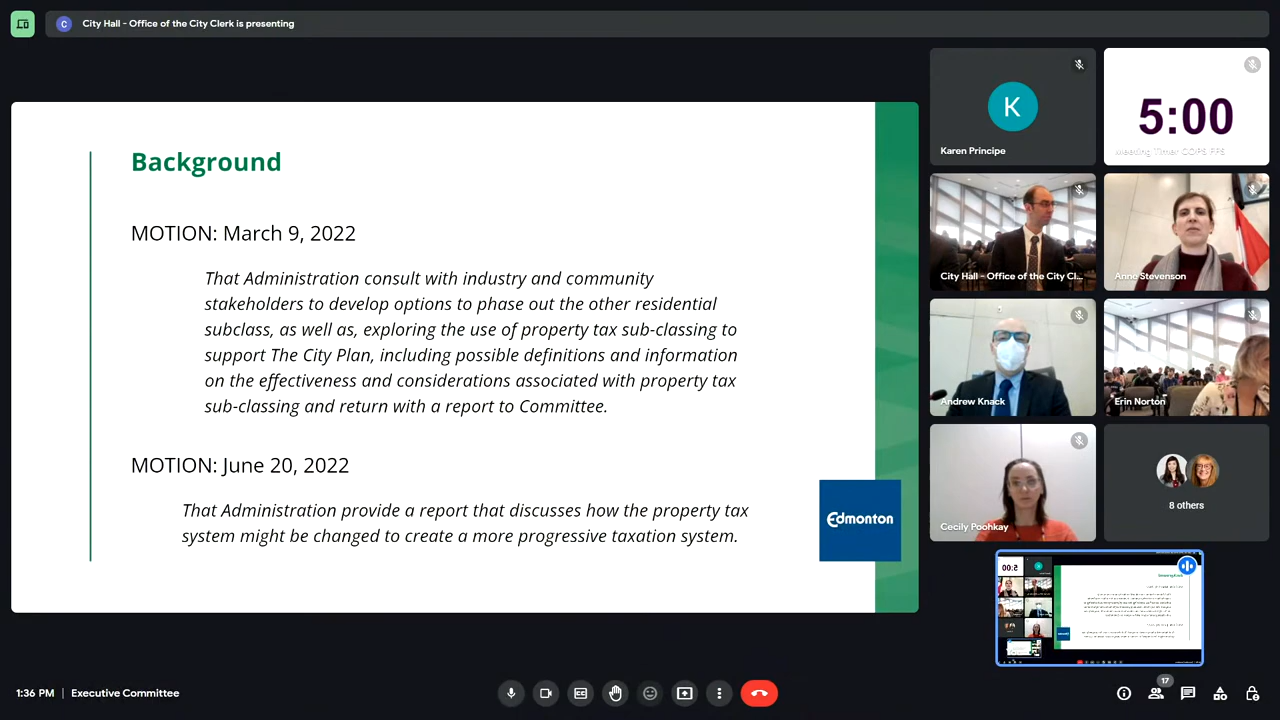 C City Hall - Office of the City Clerk is presenting
Background
MOTION: March 9, 2022
That Administration consult with industry and community
stakeholders to develop options to phase out the other residential
subclass, as well as, exploring the use of property tax sub-classing to
support The City Plan, including possible definitions and information
on the effectiveness and considerations associated with property tax
sub-classing and return with a report to Committee.
MOTION: June 20, 2022
That Administration provide a report that discusses how the property tax
system might be changed to create a more progressive taxation system.
Edmonton
K
Karen Principe
5:00
Meeting Timer
City Hall - Office of the City Cl...
Anne Stevenson
Andrew Knack
Erin Norton
Cecily Poohkay
8 others
1:36 PM | Executive Committee
17